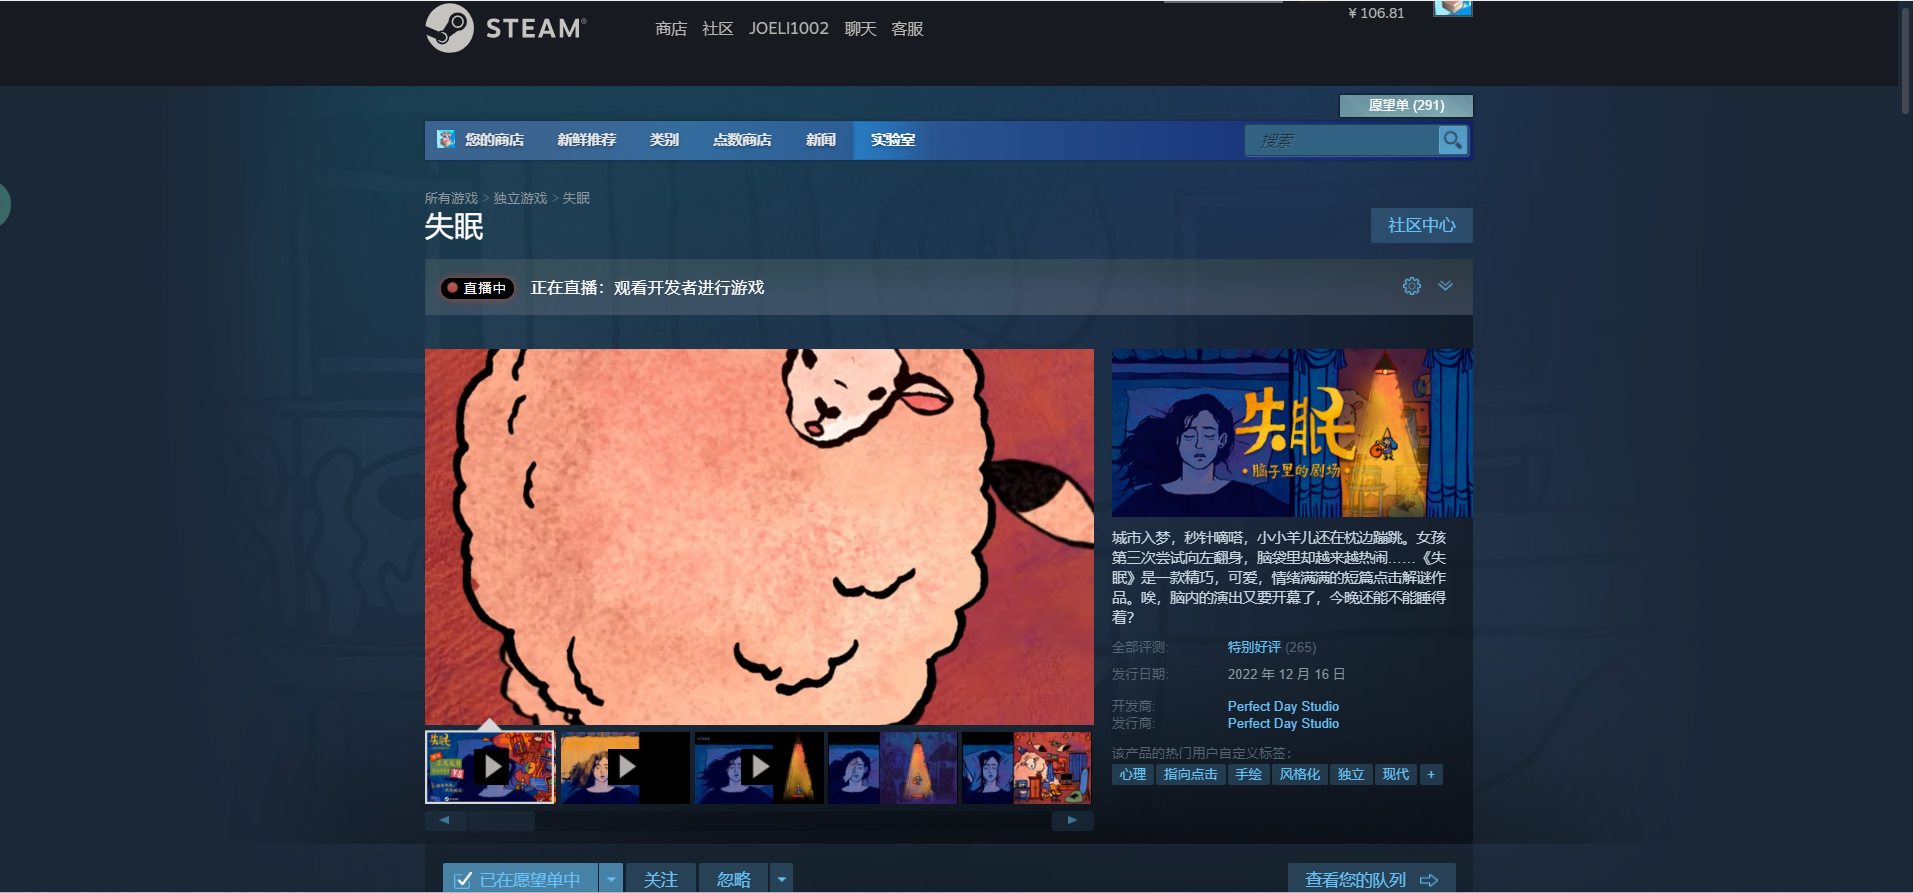 STEAM®
商店 社区 JOELI1002 聊天 客服
¥ 106.81
愿望单 (291)
您的商店 新鲜推荐 类别 点数商店 新闻 实验室
搜索
所有游戏 > 独立游戏 > 失眠
失眠
社区中心
直播中 正在直播：观看开发者进行游戏
失眠
·脑子里的剧场·
城市入梦，秒针嘀嗒，小小羊儿还在枕边蹦跳。女孩
第三次尝试向左翻身，脑袋里却越来越热闹……《失
眠》是一款精巧，可爱，情绪满满的短篇点击解谜作
品。唉，脑内的演出又要开幕了，今晚还能不能睡得
着？
全部评测: 特别好评 (265)
发行日期: 2022 年 12 月 16 日
开发商: Perfect Day Studio
发行商: Perfect Day Studio
该产品的热门用户自定义标签：
心理 指向点击 手绘 风格化 独立 现代 +
失眠
已在愿望单中 关注 忽略
查看您的队列